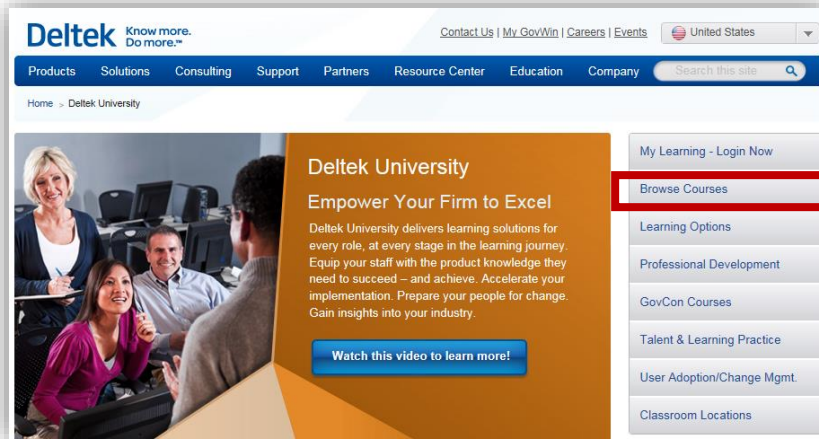 Deltek Know more.
Do more.™
Contact Us | My GovWin | Careers | Events
United States
Products Solutions Consulting Support Partners Resource Center Education Company Search this site
Home > Deltek University
Deltek University
Empower Your Firm to Excel
Deltek University delivers learning solutions for
every role, at every stage in the learning journey.
Equip your staff with the product knowledge they
need to succeed – and achieve. Accelerate your
implementation. Prepare your people for change.
Gain insights into your industry.
Watch this video to learn more!
My Learning - Login Now
Browse Courses
Learning Options
Professional Development
GovCon Courses
Talent & Learning Practice
User Adoption/Change Mgmt.
Classroom Locations